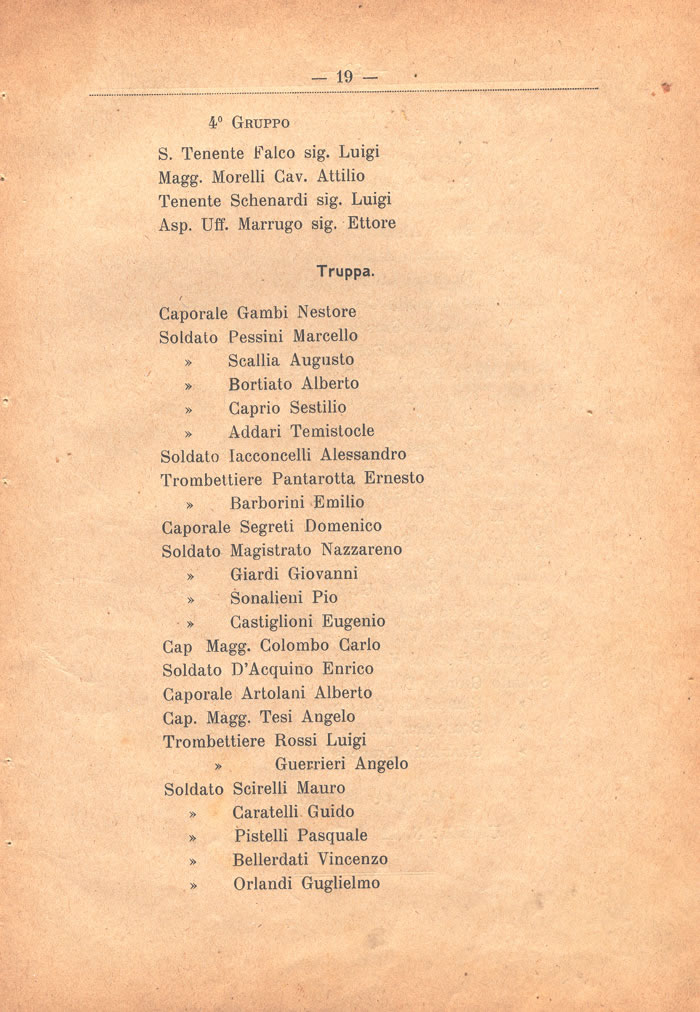 — 19 —
4º Gruppo
S. Tenente Falco sig. Luigi
Magg. Morelli Cav. Attilio
Tenente Schenardi sig. Luigi
Asp. Uff. Marrugo sig. Ettore
Truppa.
Caporale Gambi Nestore
Soldato Pessini Marcello
» Scallia Augusto
» Bortiato Alberto
» Caprio Sestilio
» Addari Temistocle
Soldato Iacconcelli Alessandro
Trombettiere Pantarotta Ernesto
» Barborini Emilio
Caporale Segreti Domenico
Soldato Magistrato Nazzareno
» Giardi Giovanni
» Sonalieni Pio
» Castiglioni Eugenio
Cap Magg. Colombo Carlo
Soldato D'Acquino Enrico
Caporale Artolani Alberto
Cap. Magg. Tesi Angelo
Trombettiere Rossi Luigi
» Guerrieri Angelo
Soldato Scirelli Mauro
» Caratelli Guido
» Pistelli Pasquale
» Bellerdati Vincenzo
» Orlandi Guglielmo